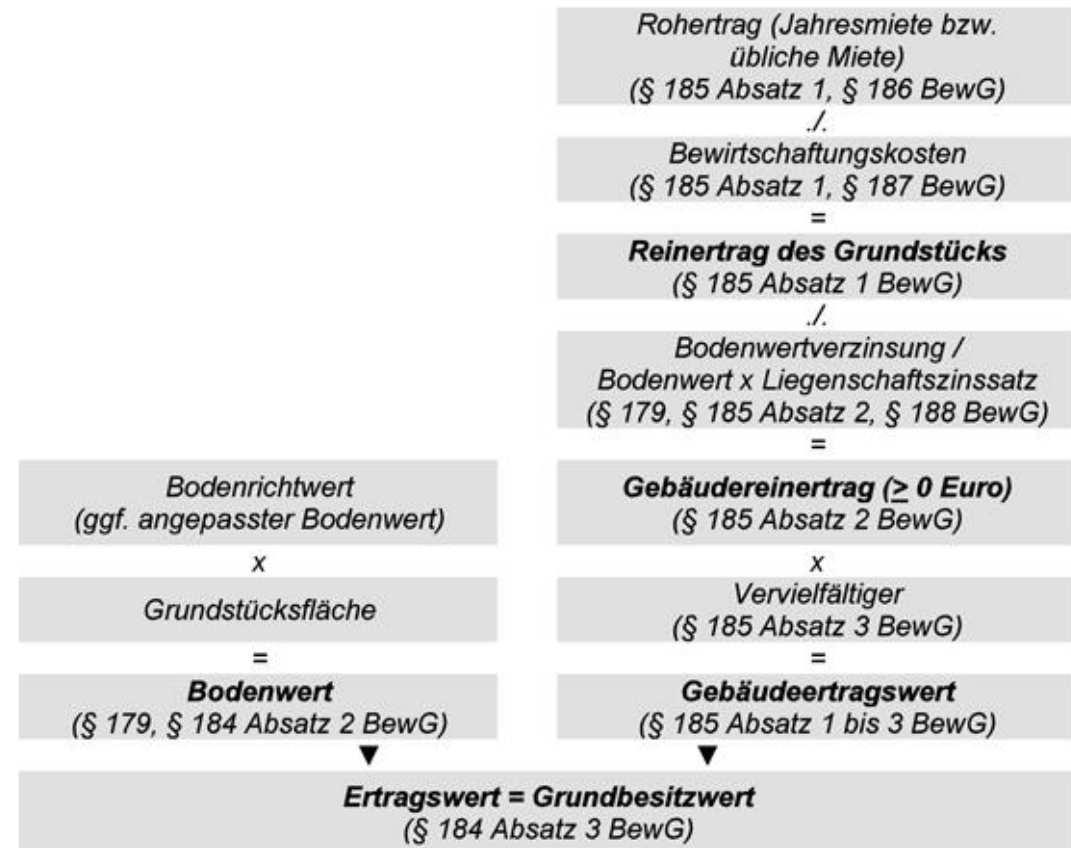 Rohertrag (Jahresmiete bzw.
übliche Miete)
(§ 185 Absatz 1, § 186 BewG)
./.
Bewirtschaftungskosten
(§ 185 Absatz 1, § 187 BewG)
=
Reinertrag des Grundstücks
(§ 185 Absatz 1 BewG)
./.
Bodenwertverzinsung /
Bodenwert x Liegenschaftszinssatz
(§ 179, § 185 Absatz 2, § 188 BewG)
=
Bodenrichtwert
(ggf. angepasster Bodenwert)
x
Grundstücksfläche
=
Bodenwert
(§ 179, § 184 Absatz 2 BewG)
Gebäudereinertrag (≥ 0 Euro)
(§ 185 Absatz 2 BewG)
x
Vervielfältiger
(§ 185 Absatz 3 BewG)
=
Gebäudeertragswert
(§ 185 Absatz 1 bis 3 BewG)
Ertragswert = Grundbesitzwert
(§ 184 Absatz 3 BewG)